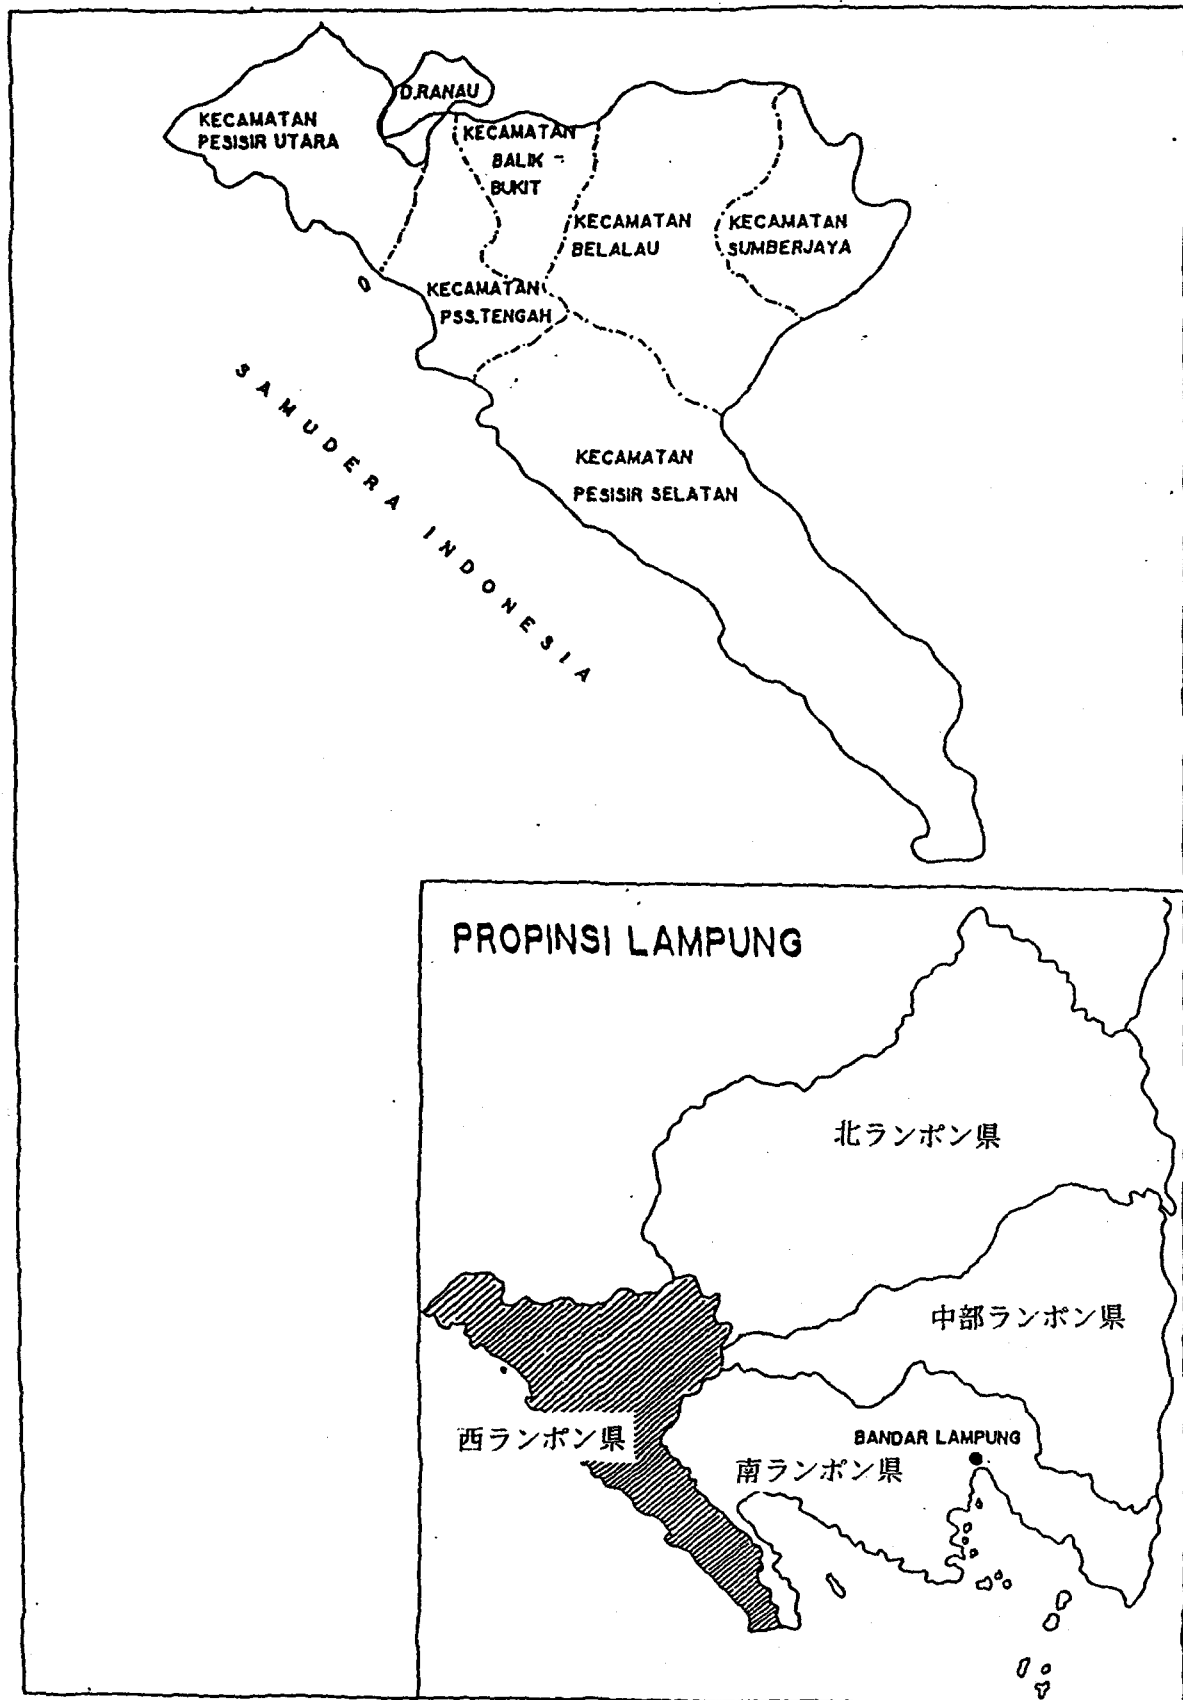 D.RANAU
KECAMATAN
PESISIR UTARA
KECAMATAN
BALIK -
BUKIT
KECAMATAN
BELALAU
KECAMATAN
SUMBERJAYA
KECAMATAN
PSS.TENGAH
SAMUDERA INDONESIA
KECAMATAN
PESISIR SELATAN
PROPINSI LAMPUNG
北ランポン県
中部ランポン県
西ランポン県
BANDAR LAMPUNG
南ランポン県